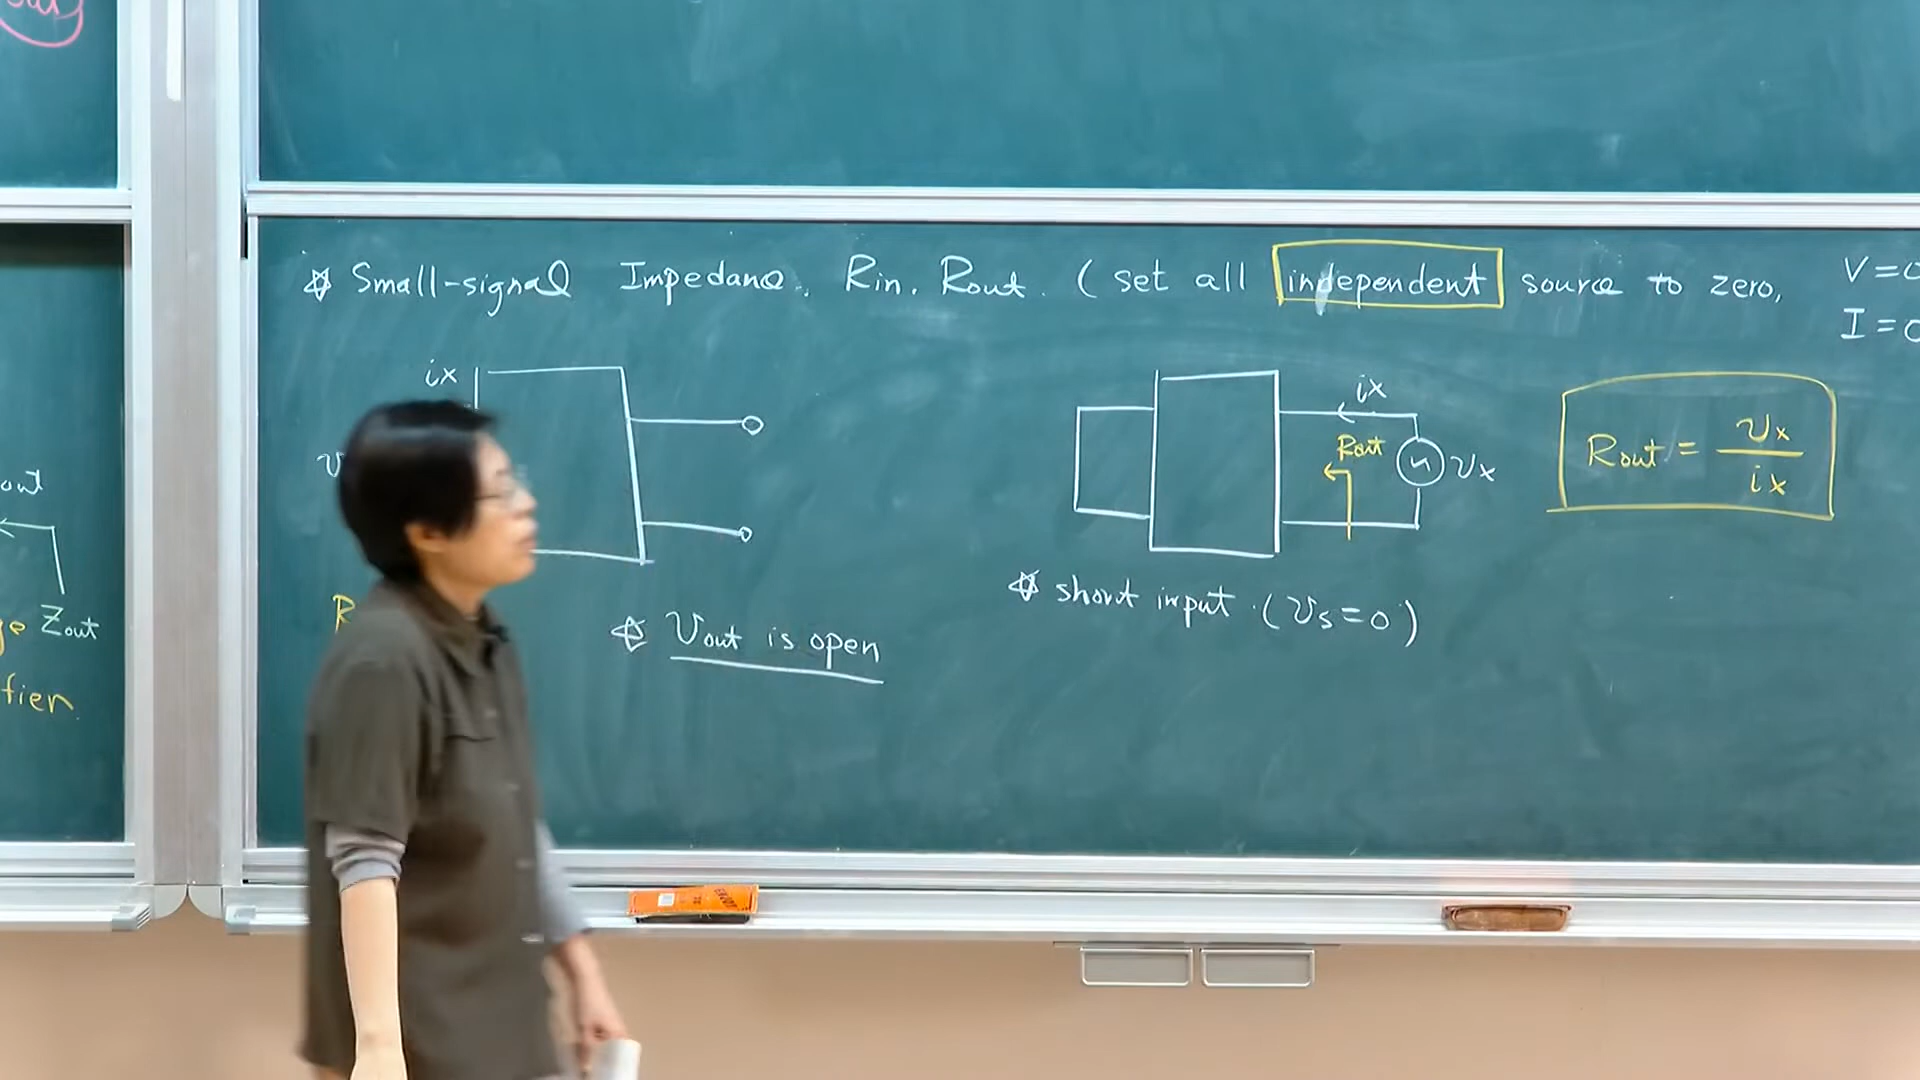 ☆ Small-signal Impedance, Rin, Rout. (set all independent source to zero,
V=0
I=0
ix
v
R
☆ Vout is open
ix
Rout
vx
Rout = vx / ix
☆ short input (Vs=0)
out
Zout
ge
fier